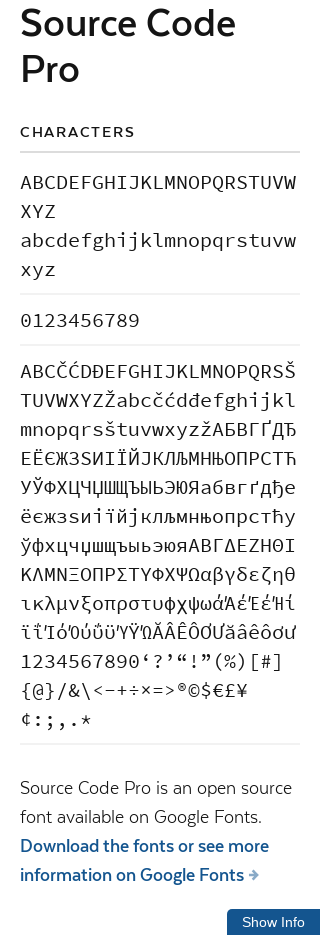 Source Code
Pro
CHARACTERS
ABCDEFGHIJKLMNOPQRSTUVW
XYZ
abcdefghijklmnopqrstuvw
xyz
0123456789
ABCČĆDĐEFGHIJKLMNOPQRSŠ
TUVWXYZŽabcčćdđefghijkl
mnopqrsštuvwxyzžАБВГҐДЂ
ЕЁЄЖЗЅИІЇЙЈКЛЉМНЊОПРСТЋ
УЎФХЦЧЏШЩЪЫЬЭЮЯабвгґдђе
ёєжзѕиіїйјклљмнњопрстћу
ўфхцчџшщъыьэюяΑΒΓΔΕΖΗΘΙ
ΚΛΜΝΞΟΠΡΣΤΥΦΧΨΩαβγδεζηθ
ικλμνξοπρστυφχψωάΆέΈέΉί
ϊΐΊόΌύΰϋΎΫΏĂÂÊÔƠƯăâêôơư
1234567890‘?’“!”(%)[#]
{@}/&\<-+÷×=>®©$€£¥
¢:;,.*
Source Code Pro is an open source
font available on Google Fonts.
Download the fonts or see more
information on Google Fonts
Show Info